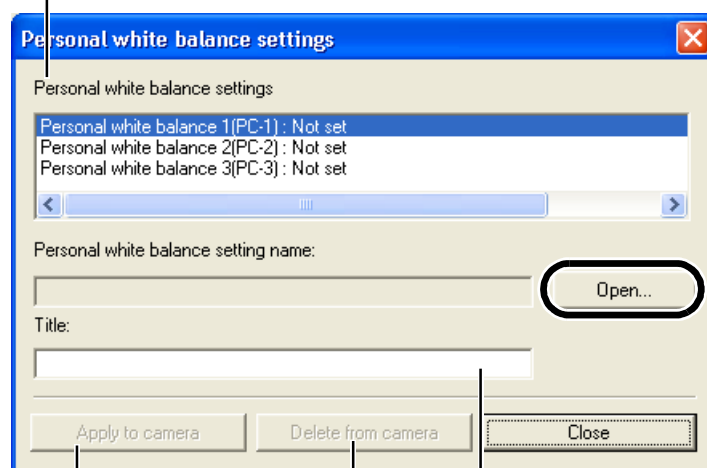 Personal white balance settings
Personal white balance settings
Personal white balance 1(PC-1) : Not set
Personal white balance 2(PC-2) : Not set
Personal white balance 3(PC-3) : Not set
Personal white balance setting name:
Open...
Title:
Apply to camera Delete from camera Close